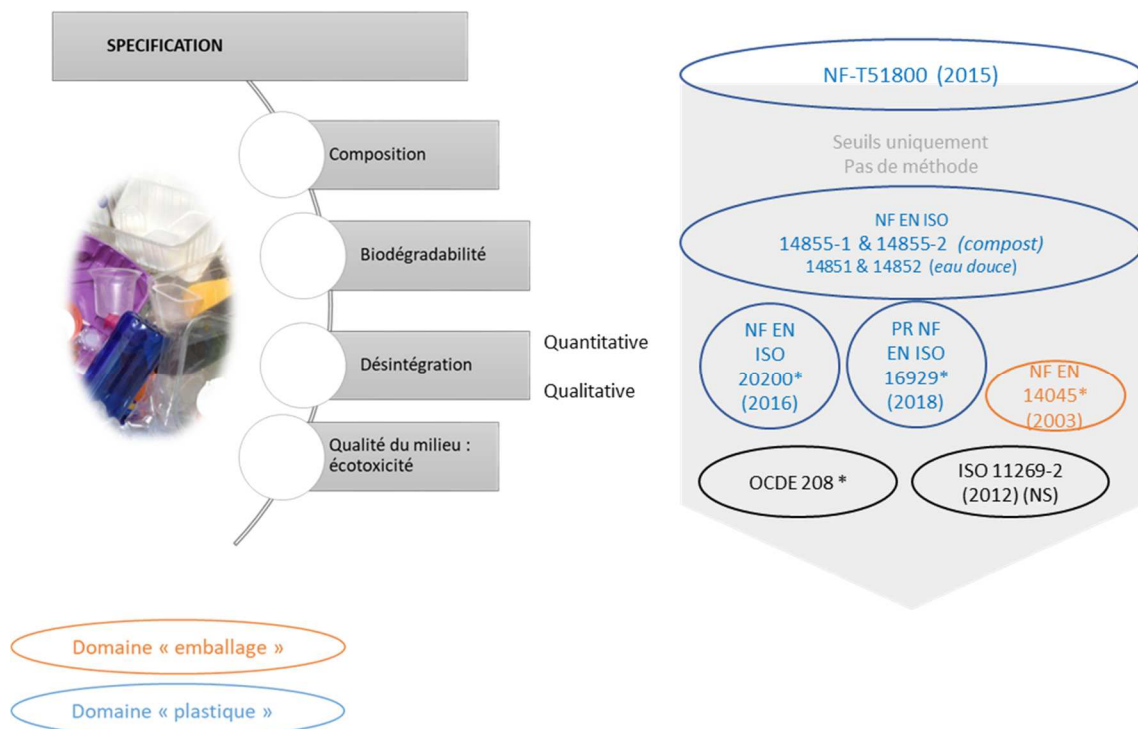 SPECIFICATION
NF-T51800 (2015)
Composition
Seuils uniquement
Pas de méthode
Biodégradabilité
NF EN ISO
14855-1 & 14855-2 (compost)
14851 & 14852 (eau douce)
Désintégration
Quantitative
Qualitative
NF EN
ISO
20200*
(2016)
PR NF
EN ISO
16929*
(2018)
NF EN
14045*
(2003)
Qualité du milieu :
écotoxicité
OCDE 208 *
ISO 11269-2
(2012) (NS)
Domaine « emballage »
Domaine « plastique »